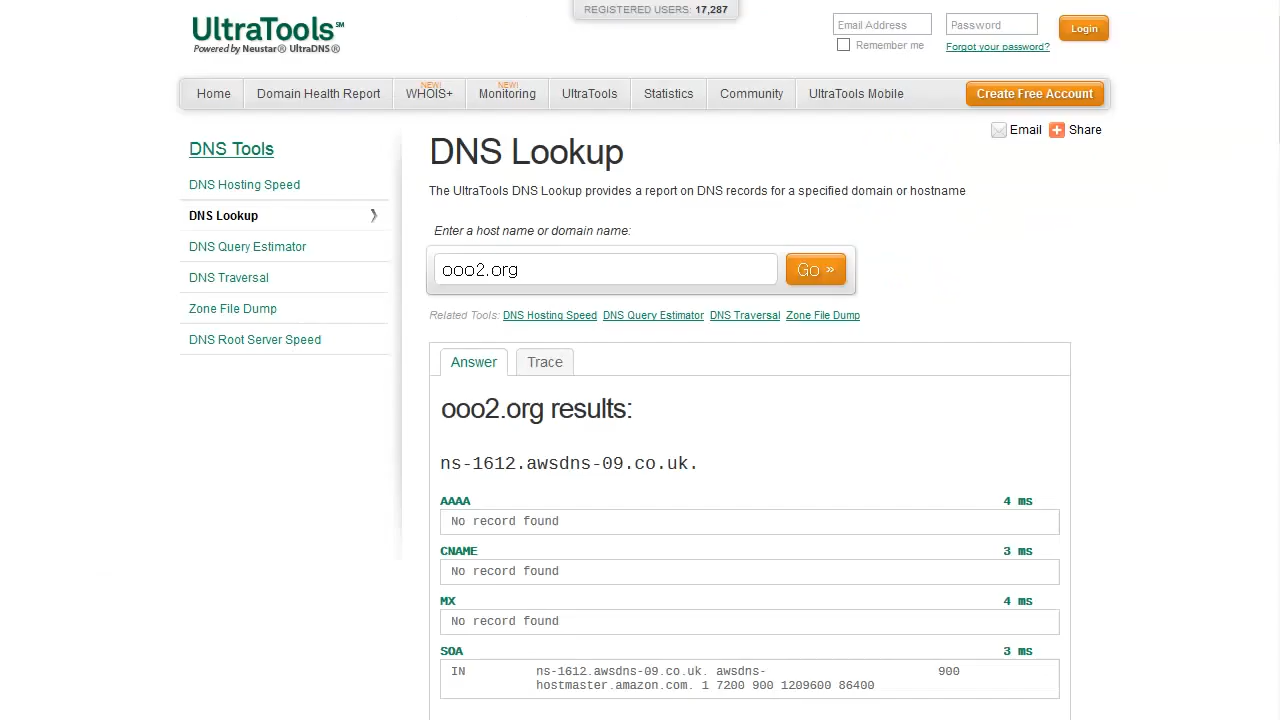 REGISTERED USERS: 17,287
UltraTools℠
Powered by Neustar® UltraDNS®
Email Address
Password
Login
Remember me
Forgot your password?
Home
Domain Health Report
NEW!
WHOIS+
NEW!
Monitoring
UltraTools
Statistics
Community
UltraTools Mobile
Create Free Account
Email
Share
DNS Tools
DNS Hosting Speed
DNS Lookup
DNS Query Estimator
DNS Traversal
Zone File Dump
DNS Root Server Speed
DNS Lookup
The UltraTools DNS Lookup provides a report on DNS records for a specified domain or hostname
Enter a host name or domain name:
ooo2.org
Go »
Related Tools: DNS Hosting Speed DNS Query Estimator DNS Traversal Zone File Dump
Answer
Trace
ooo2.org results:
ns-1612.awsdns-09.co.uk.
AAAA 4 ms
No record found
CNAME 3 ms
No record found
MX 4 ms
No record found
SOA 3 ms
IN ns-1612.awsdns-09.co.uk. awsdns- 900
hostmaster.amazon.com. 1 7200 900 1209600 86400